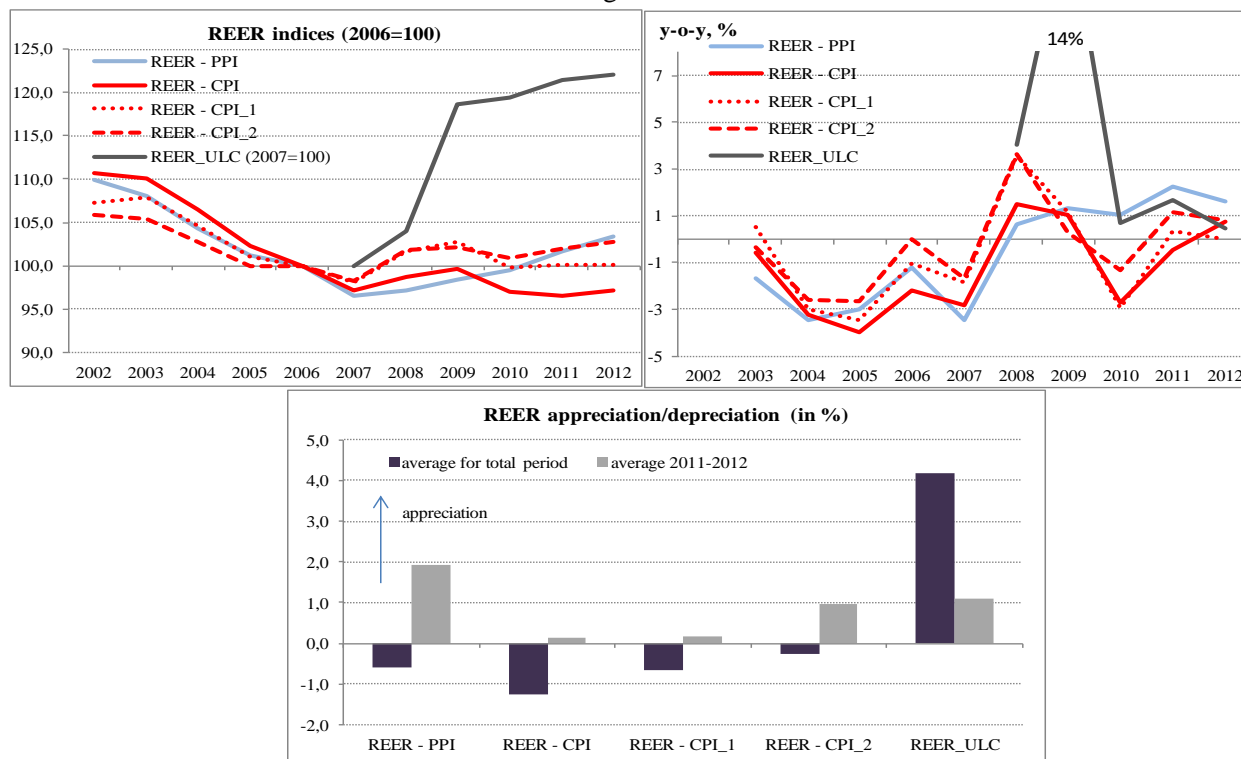 REER indices (2006=100)
125,0
120,0
115,0
110,0
105,0
100,0
95,0
90,0
REER - PPI
REER - CPI
REER - CPI_1
REER - CPI_2
REER_ULC (2007=100)
2002 2003 2004 2005 2006 2007 2008 2009 2010 2011 2012
y-o-y, %
14%
7
5
3
1
-1
-3
-5
REER - PPI
REER - CPI
REER - CPI_1
REER - CPI_2
REER_ULC
2002 2003 2004 2005 2006 2007 2008 2009 2010 2011 2012
REER appreciation/depreciation (in %)
5,0
4,0
3,0
2,0
1,0
0,0
-1,0
-2,0
average for total period average 2011-2012
appreciation
REER - PPI REER - CPI REER - CPI_1 REER - CPI_2 REER_ULC